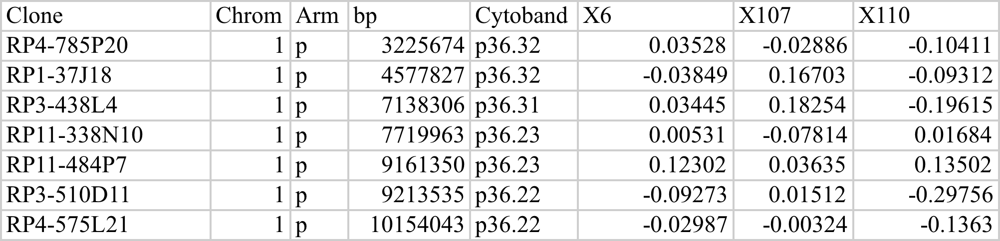 Clone Chrom Arm bp Cytoband X6 X107 X110
RP4-785P20 1 p 3225674 p36.32 0.03528 -0.02886 -0.10411
RP1-37J18 1 p 4577827 p36.32 -0.03849 0.16703 -0.09312
RP3-438L4 1 p 7138306 p36.31 0.03445 0.18254 -0.19615
RP11-338N10 1 p 7719963 p36.23 0.00531 -0.07814 0.01684
RP11-484P7 1 p 9161350 p36.23 0.12302 0.03635 0.13502
RP3-510D11 1 p 9213535 p36.22 -0.09273 0.01512 -0.29756
RP4-575L21 1 p 10154043 p36.22 -0.02987 -0.00324 -0.1363